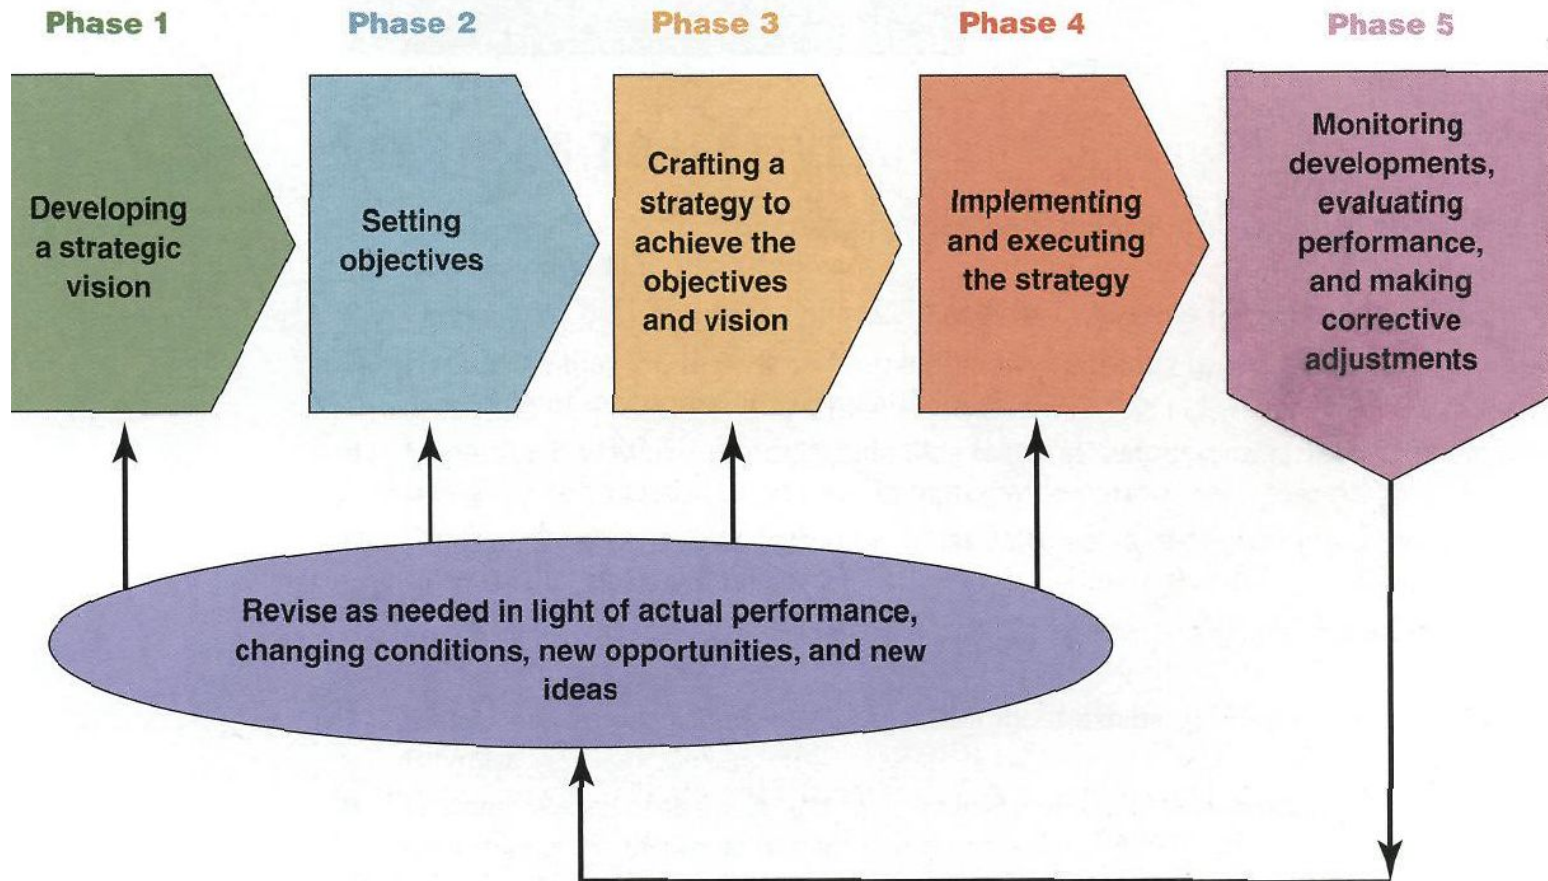 Phase 1
Phase 2
Phase 3
Phase 4
Phase 5
Developing
a strategic
vision
Setting
objectives
Crafting a
strategy to
achieve the
objectives
and vision
Implementing
and executing
the strategy
Monitoring
developments,
evaluating
performance,
and making
corrective
adjustments
Revise as needed in light of actual performance,
changing conditions, new opportunities, and new
ideas